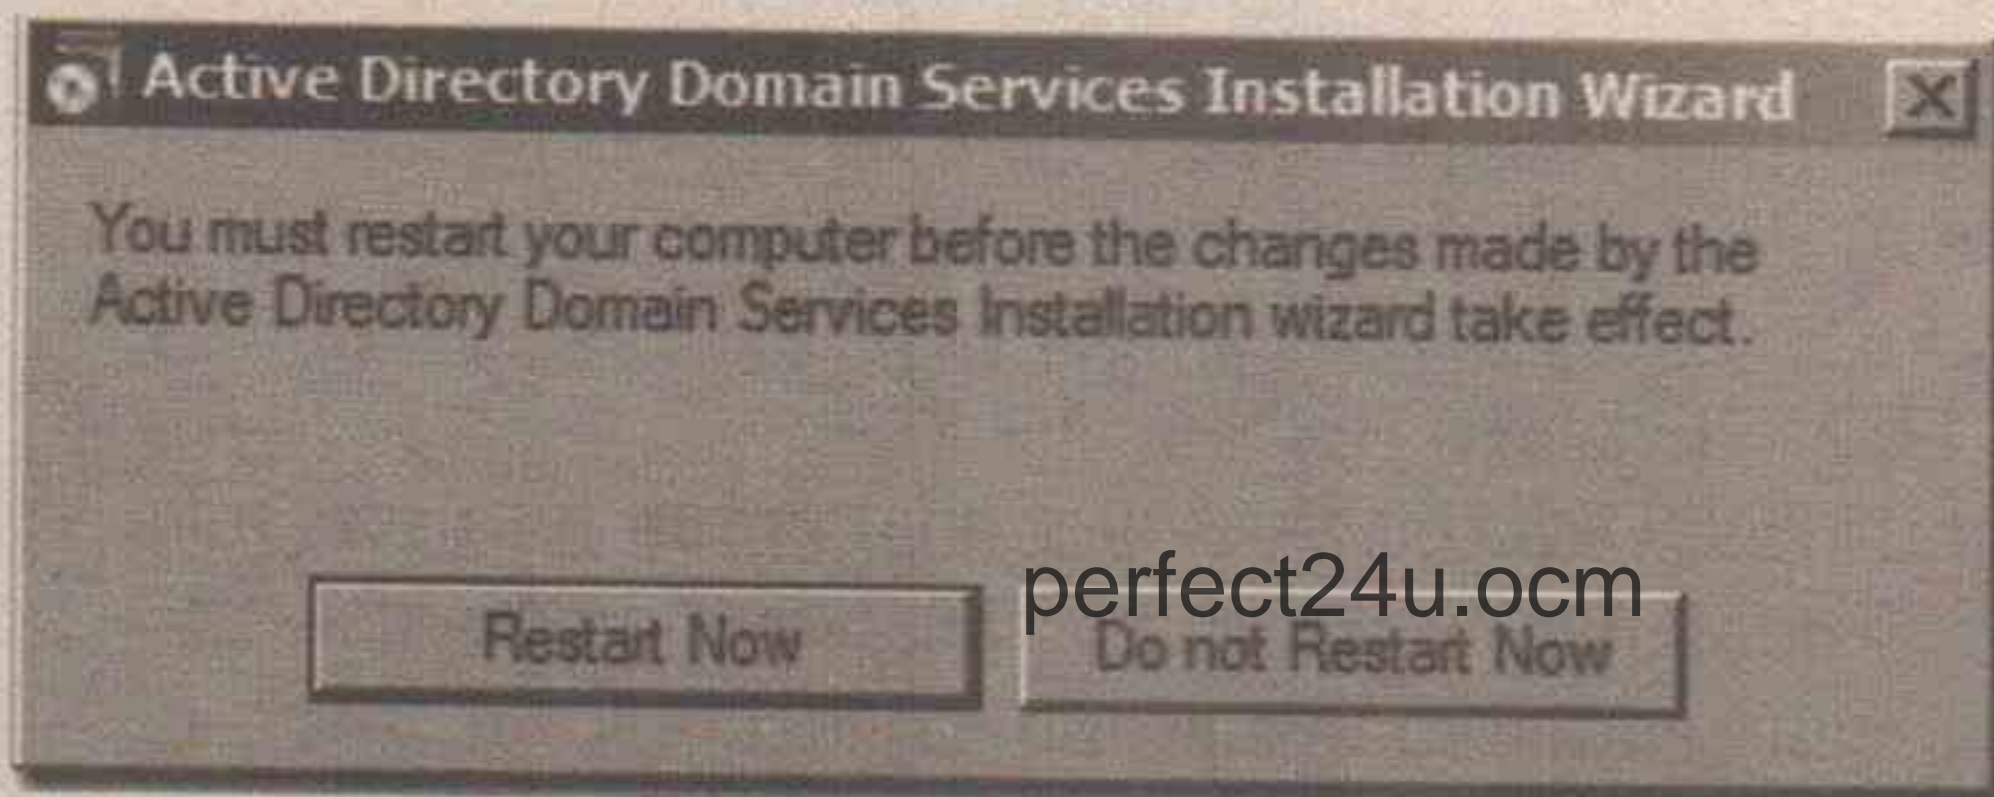 Active Directory Domain Services Installation Wizard
You must restart your computer before the changes made by the
Active Directory Domain Services Installation wizard take effect.
perfect24u.ocm
Restart Now
Do not Restart Now